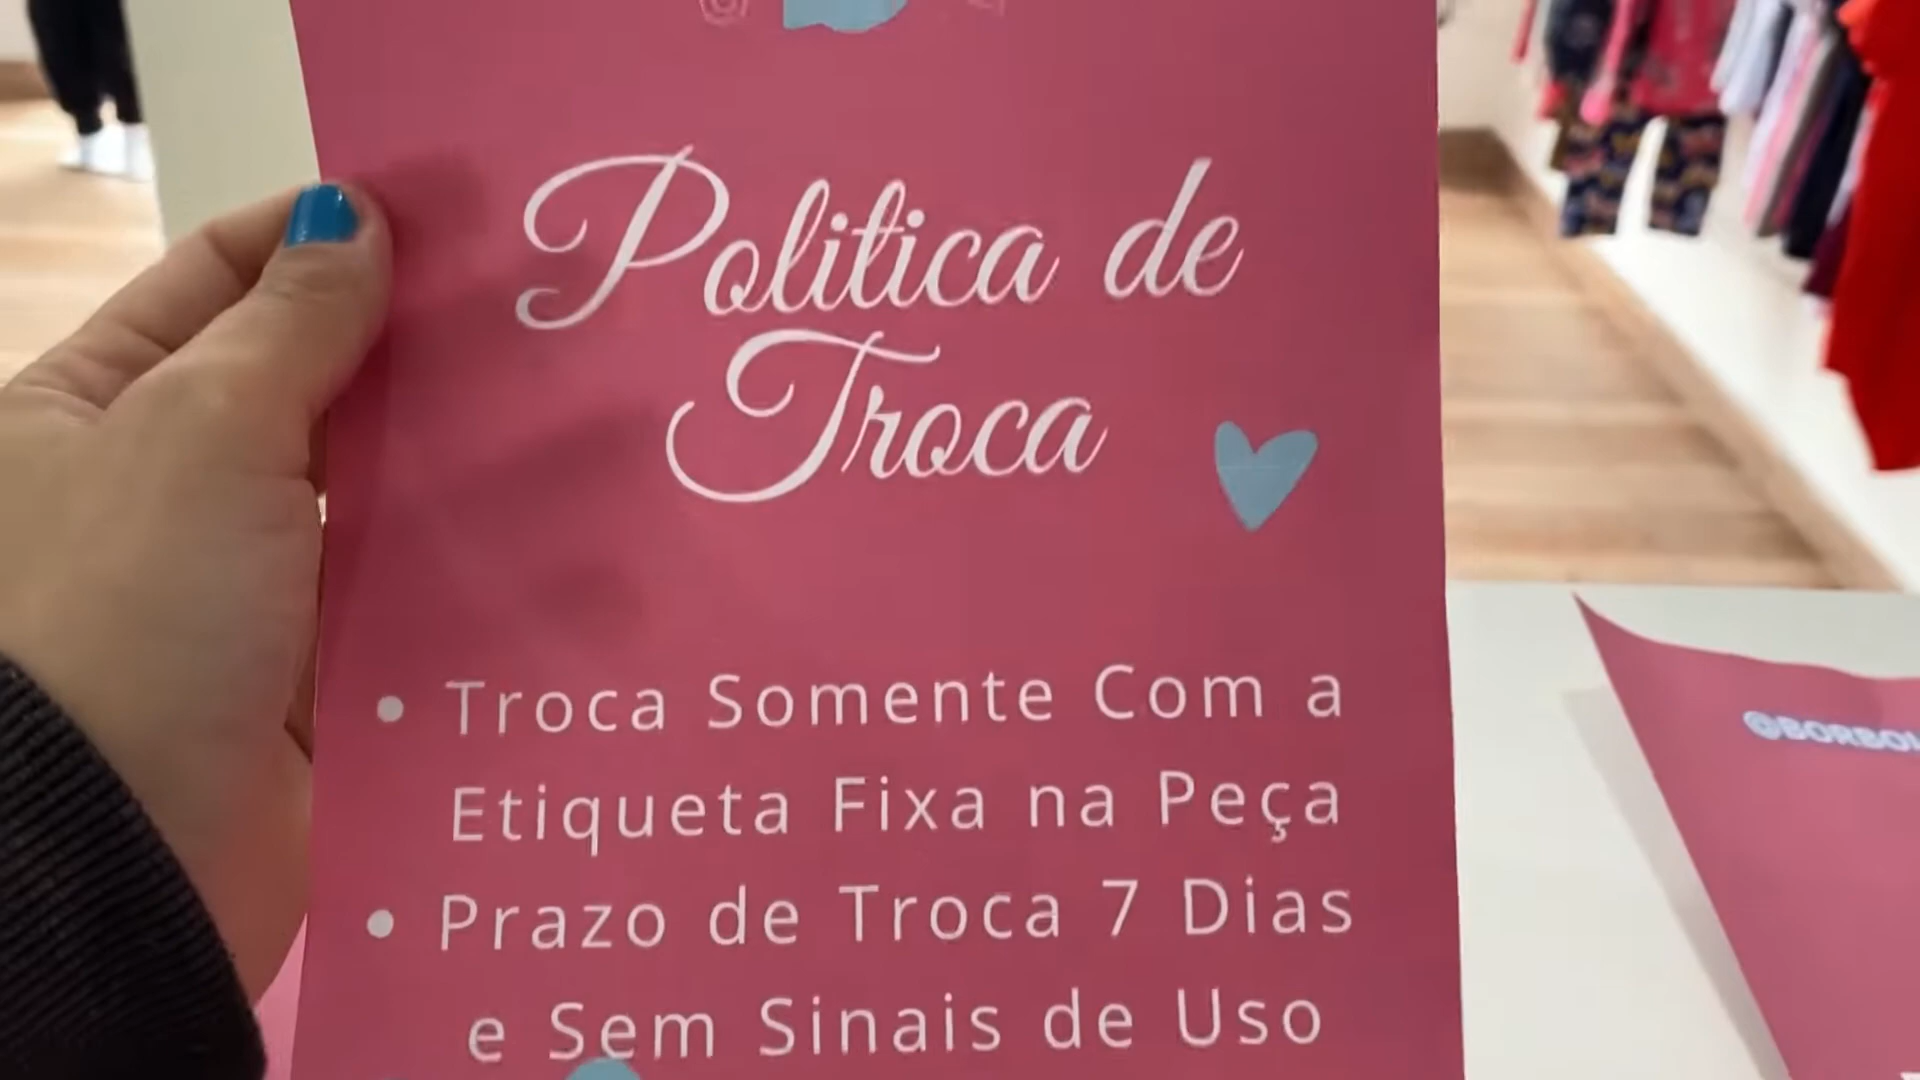 Politica de
Troca
• Troca Somente Com a
Etiqueta Fixa na Peça
• Prazo de Troca 7 Dias
e Sem Sinais de Uso